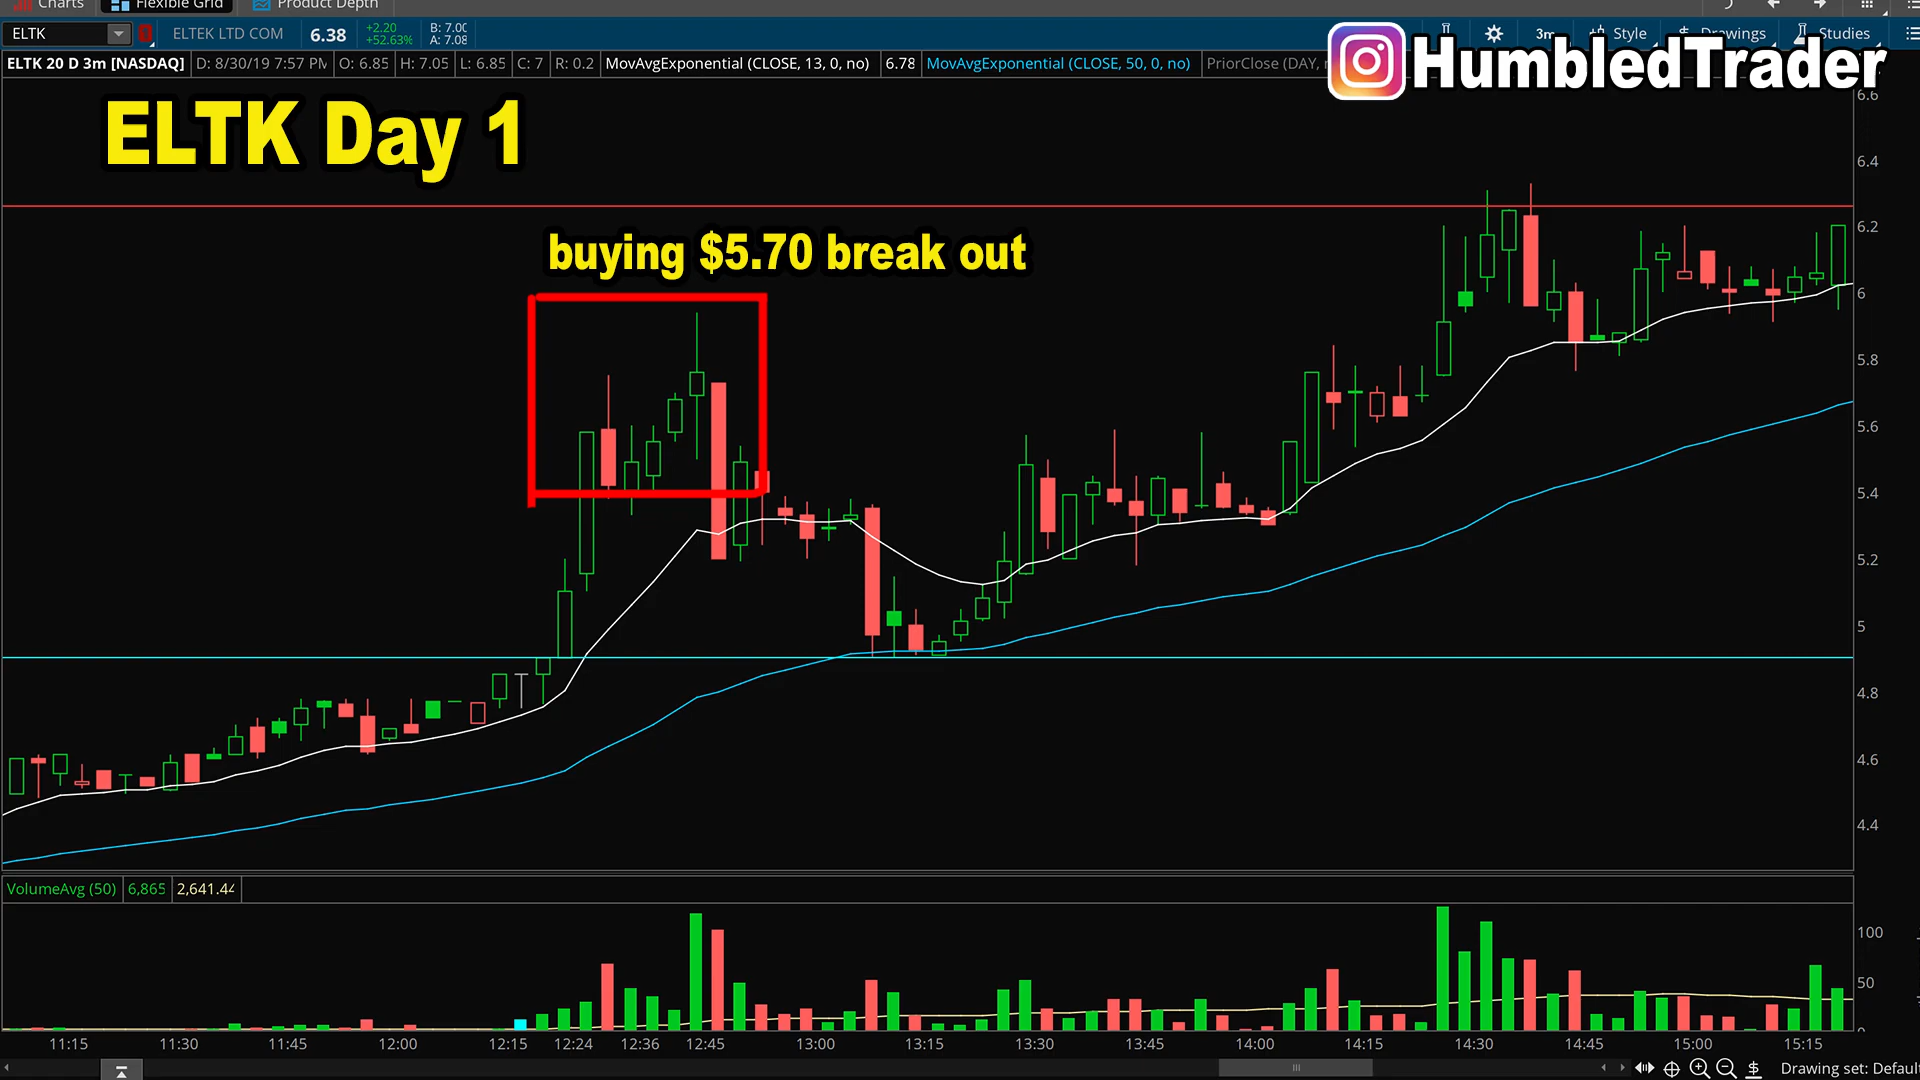 Charts Flexible Grid Product Depth
ELTK ELTEK LTD COM 6.38 +2.20 +52.63% B: 7.00 A: 7.08 3m Style Drawings Studies
ELTK 20 D 3m [NASDAQ] D: 8/30/19 7:57 PM O: 6.85 H: 7.05 L: 6.85 C: 7 R: 0.2 MovAvgExponential (CLOSE, 13, 0, no) 6.78 MovAvgExponential (CLOSE, 50, 0, no) PriorClose (DAY,
HumbledTrader
ELTK Day 1
buying $5.70 break out
6.6
6.4
6.2
6
5.8
5.6
5.4
5.2
5
4.8
4.6
4.4
VolumeAvg (50) 6,865 2,641.44
100
50
0
11:15 11:30 11:45 12:00 12:15 12:24 12:36 12:45 13:00 13:15 13:30 13:45 14:00 14:15 14:30 14:45 15:00 15:15
Drawing set: Defaul